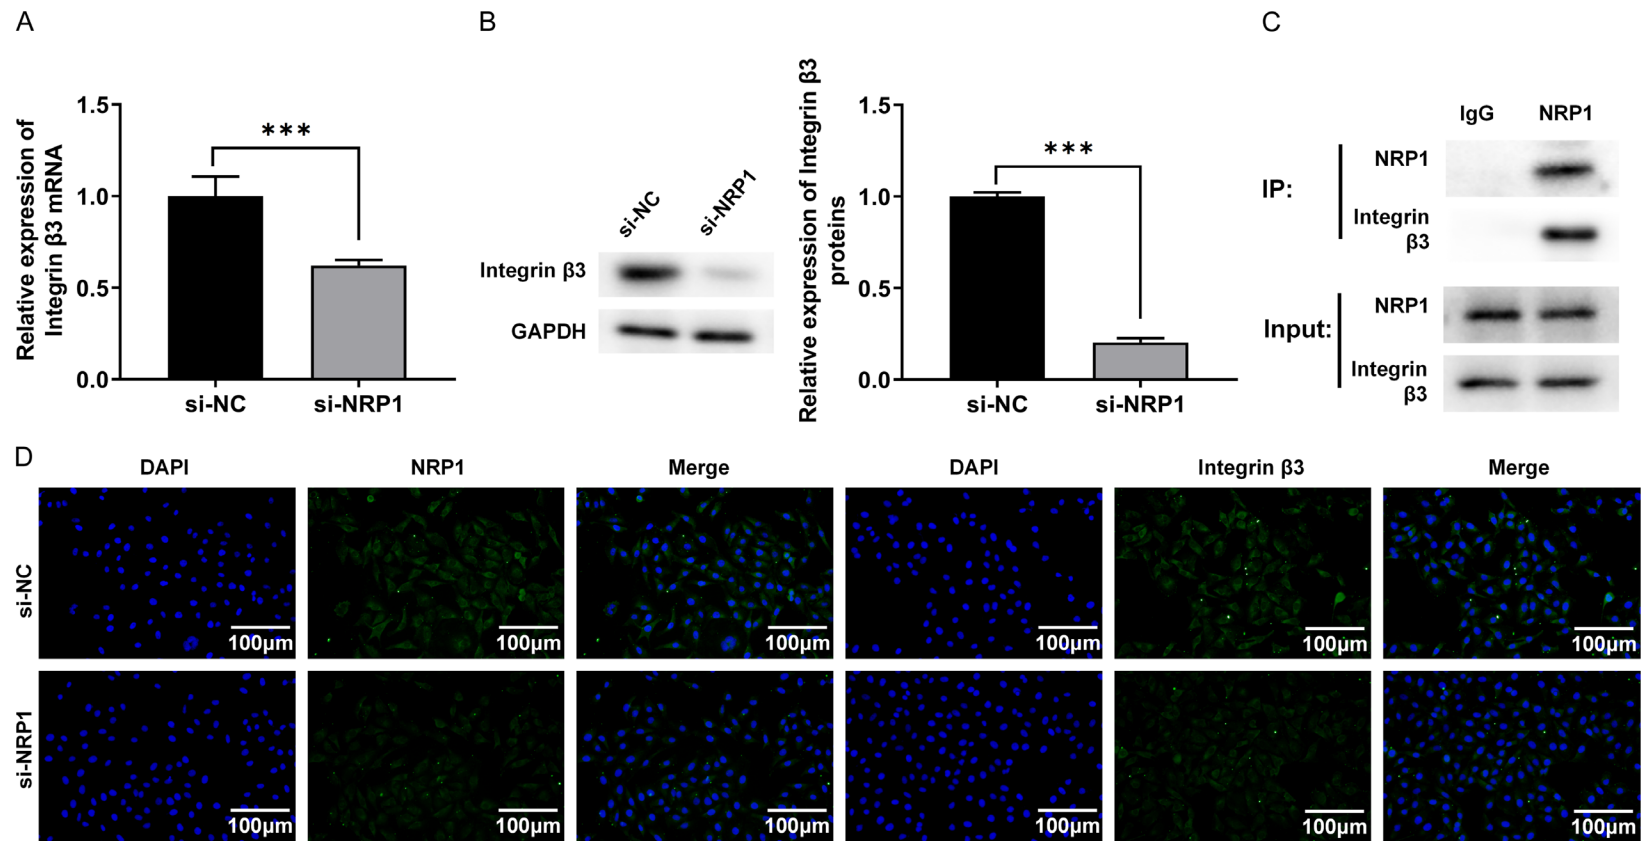 A
B
C
Relative expression of
Integrin β3 mRNA
1.5
1.0
0.5
0.0
***
si-NC
si-NRP1
si-NC
si-NRP1
Integrin β3
GAPDH
Relative expression of Integrin β3
proteins
1.5
1.0
0.5
0.0
***
si-NC
si-NRP1
IgG
NRP1
IP:
NRP1
Integrin
β3
Input:
NRP1
Integrin
β3
D
DAPI
NRP1
Merge
DAPI
Integrin β3
Merge
si-NC
100μm
100μm
100μm
100μm
100μm
100μm
si-NRP1
100μm
100μm
100μm
100μm
100μm
100μm